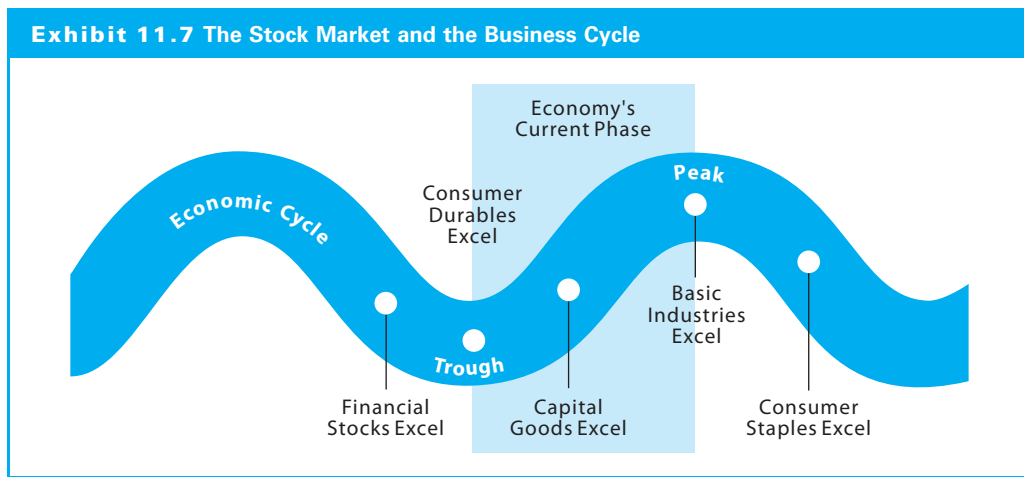 Exhibit 11.7 The Stock Market and the Business Cycle
Economy's
Current Phase
Economic Cycle
Consumer
Durables
Excel
Peak
Trough
Basic
Industries
Excel
Financial
Stocks Excel
Capital
Goods Excel
Consumer
Staples Excel